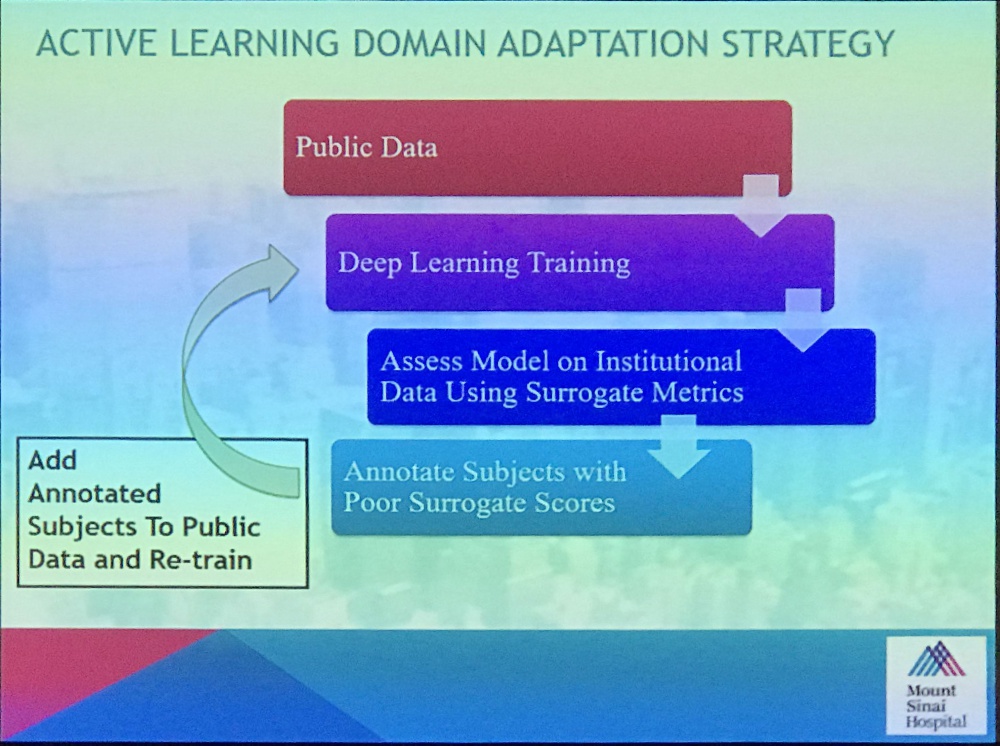 ACTIVE LEARNING DOMAIN ADAPTATION STRATEGY
Public Data
Deep Learning Training
Assess Model on Institutional
Data Using Surrogate Metrics
Annotate Subjects with
Poor Surrogate Scores
Add
Annotated
Subjects To Public
Data and Re-train
Mount
Sinai
Hospital